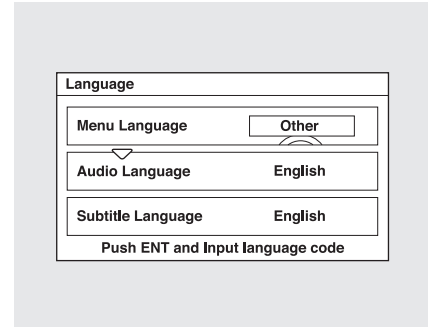 Language
Menu Language Other
Audio Language English
Subtitle Language English
Push ENT and Input language code